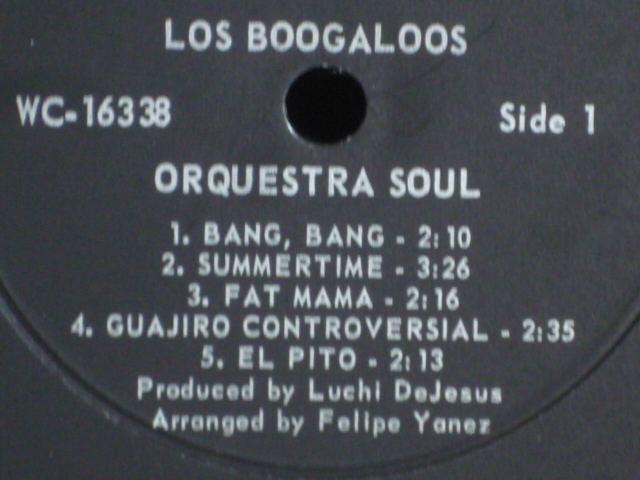 LOS BOOGALOOS
WC-16338
Side 1
ORQUESTRA SOUL
1. BANG, BANG - 2:10
2. SUMMERTIME - 3:26
3. FAT MAMA - 2:16
4. GUAJIRO CONTROVERSIAL - 2:35
5. EL PITO - 2:13
Produced by Luchi DeJesus
Arranged by Felipe Yanez